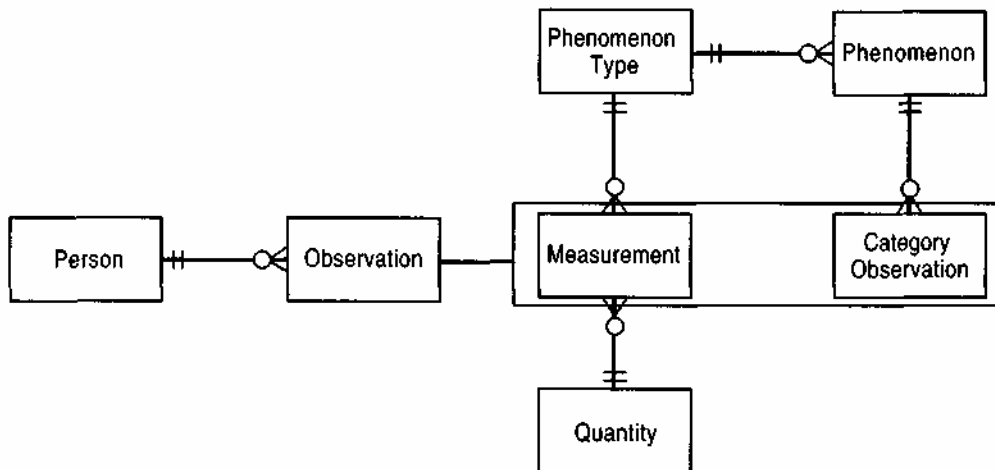 Phenomenon
Type
Phenomenon
Person
Observation
Measurement
Category
Observation
Quantity